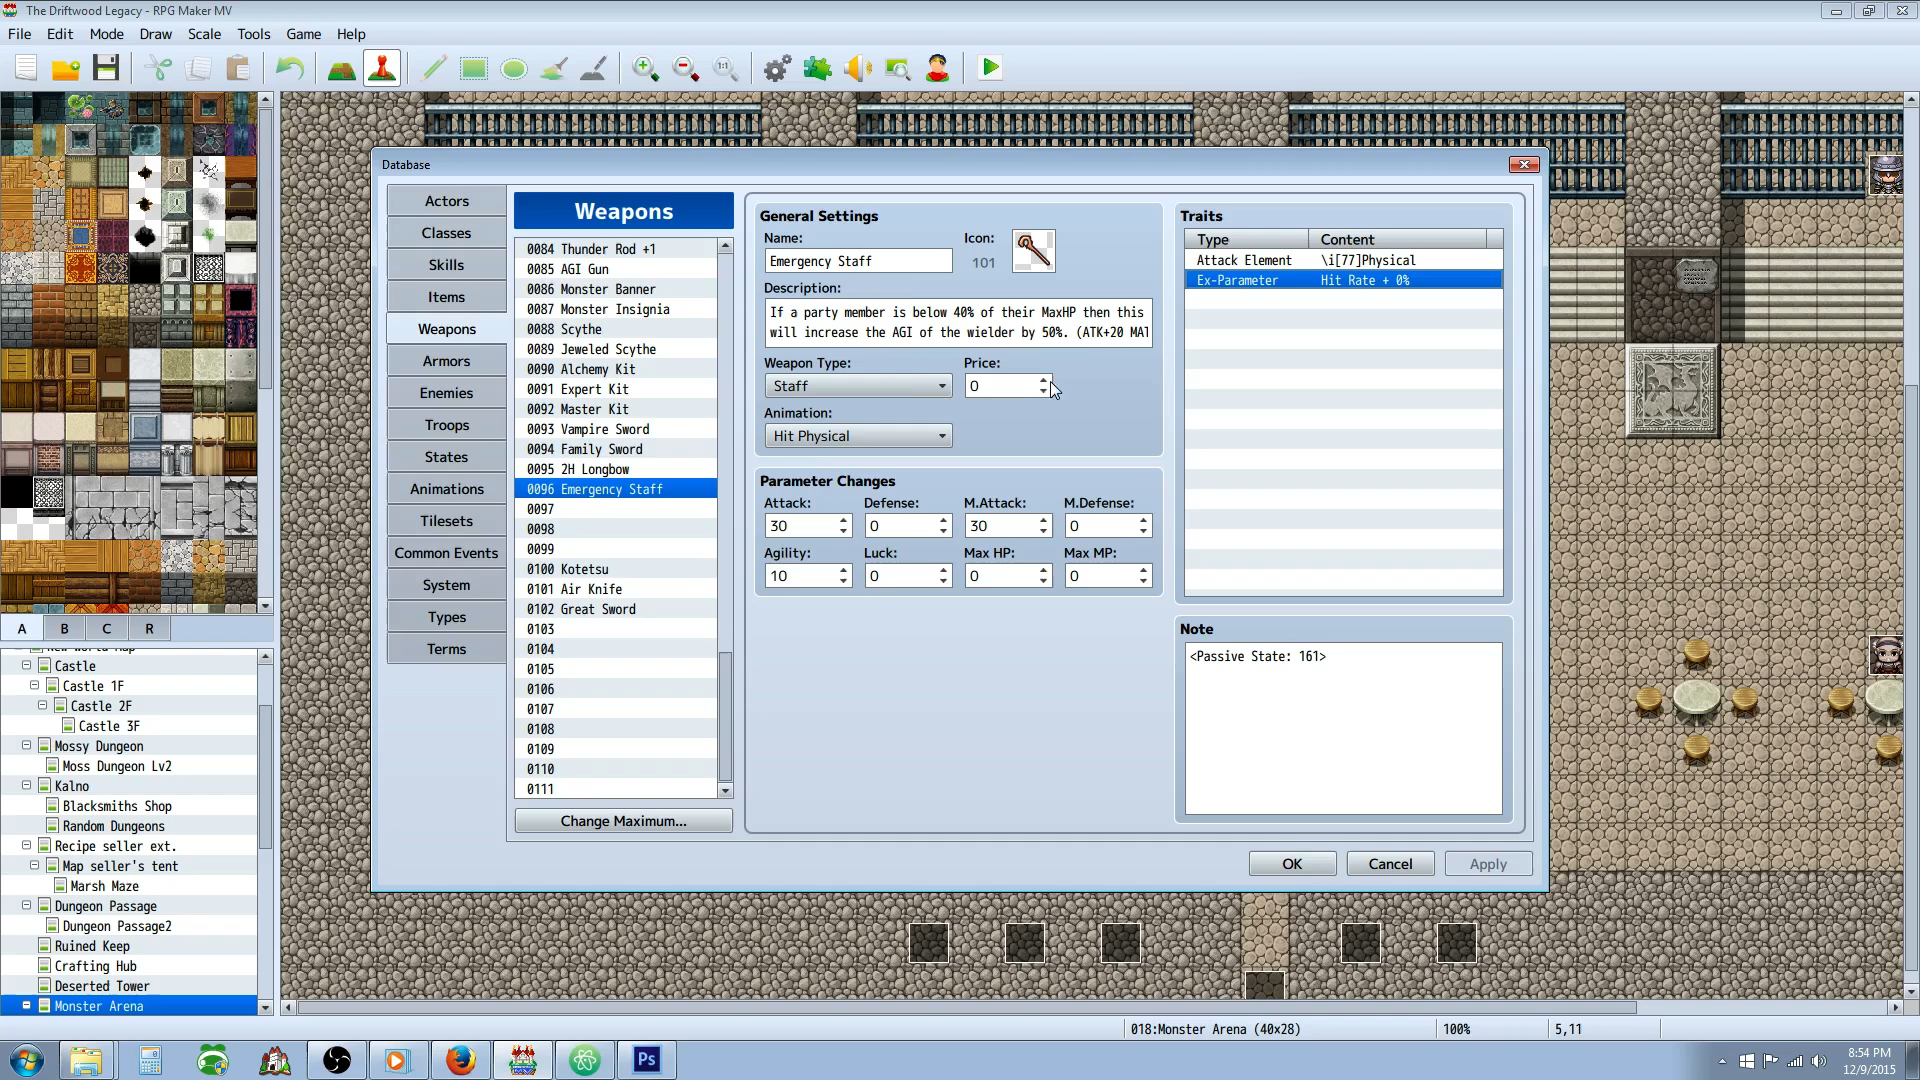 The Driftwood Legacy - RPG Maker MV
File Edit Mode Draw Scale Tools Game Help
1:1
Database
Actors
Classes
Skills
Items
Weapons
Armors
Enemies
Troops
States
Animations
Tilesets
Common Events
System
Types
Terms
Weapons
0084 Thunder Rod +1
0085 AGI Gun
0086 Monster Banner
0087 Monster Insignia
0088 Scythe
0089 Jeweled Scythe
0090 Alchemy Kit
0091 Expert Kit
0092 Master Kit
0093 Vampire Sword
0094 Family Sword
0095 2H Longbow
0096 Emergency Staff
0097
0098
0099
0100 Kotetsu
0101 Air Knife
0102 Great Sword
0103
0104
0105
0106
0107
0108
0109
0110
0111
Change Maximum...
General Settings
Name: Icon:
Emergency Staff 101
Description:
If a party member is below 40% of their MaxHP then this
will increase the AGI of the wielder by 50%. (ATK+20 MAT
Weapon Type: Price:
Staff 0
Animation:
Hit Physical
Parameter Changes
Attack: Defense: M.Attack: M.Defense:
30 0 30 0
Agility: Luck: Max HP: Max MP:
10 0 0 0
Traits
Type Content
Attack Element \i[77]Physical
Ex-Parameter Hit Rate + 0%
Note
<Passive State: 161>
OK Cancel Apply
A B C R
New World Map
Castle
Castle 1F
Castle 2F
Castle 3F
Mossy Dungeon
Moss Dungeon Lv2
Kalno
Blacksmiths Shop
Random Dungeons
Recipe seller ext.
Map seller's tent
Marsh Maze
Dungeon Passage
Dungeon Passage2
Ruined Keep
Crafting Hub
Deserted Tower
Monster Arena
018:Monster Arena (40x28) 100% 5,11
Ps
8:54 PM
12/9/2015